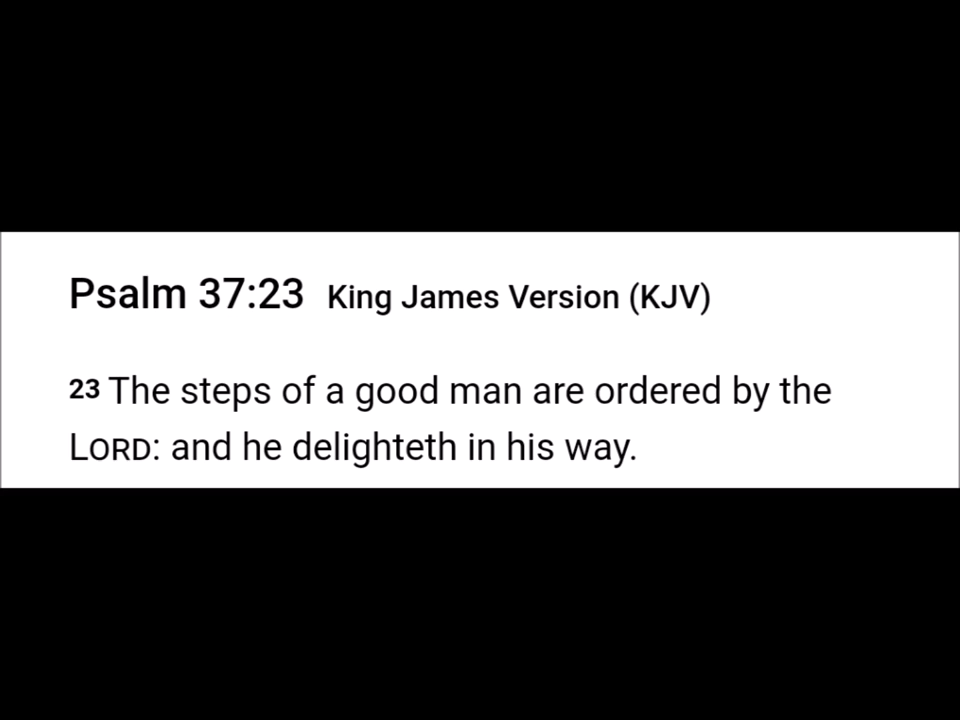 Psalm 37:23 King James Version (KJV)
23 The steps of a good man are ordered by the
LORD: and he delighteth in his way.